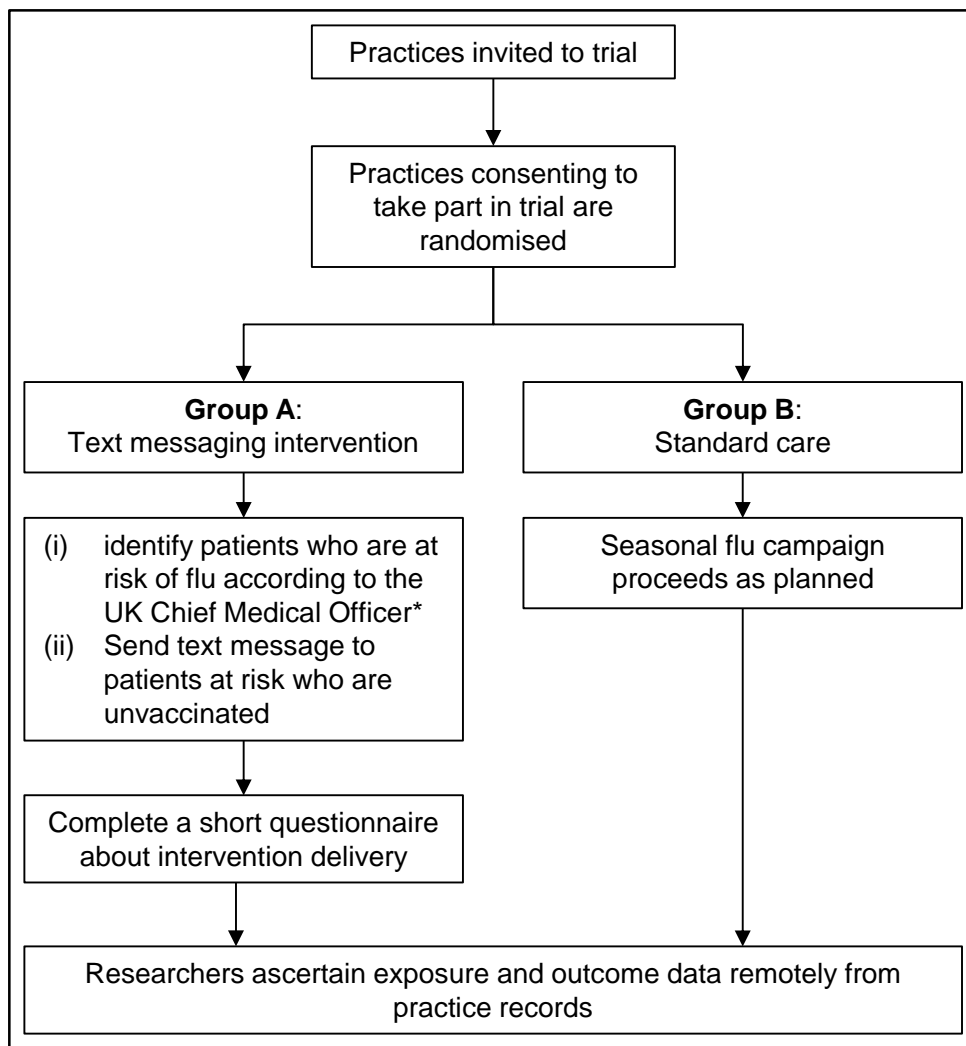 Practices invited to trial
Practices consenting to
take part in trial are
randomised
Group A:
Text messaging intervention
Group B:
Standard care
(i) identify patients who are at
risk of flu according to the
UK Chief Medical Officer*
(ii) Send text message to
patients at risk who are
unvaccinated
Seasonal flu campaign
proceeds as planned
Complete a short questionnaire
about intervention delivery
Researchers ascertain exposure and outcome data remotely from
practice records